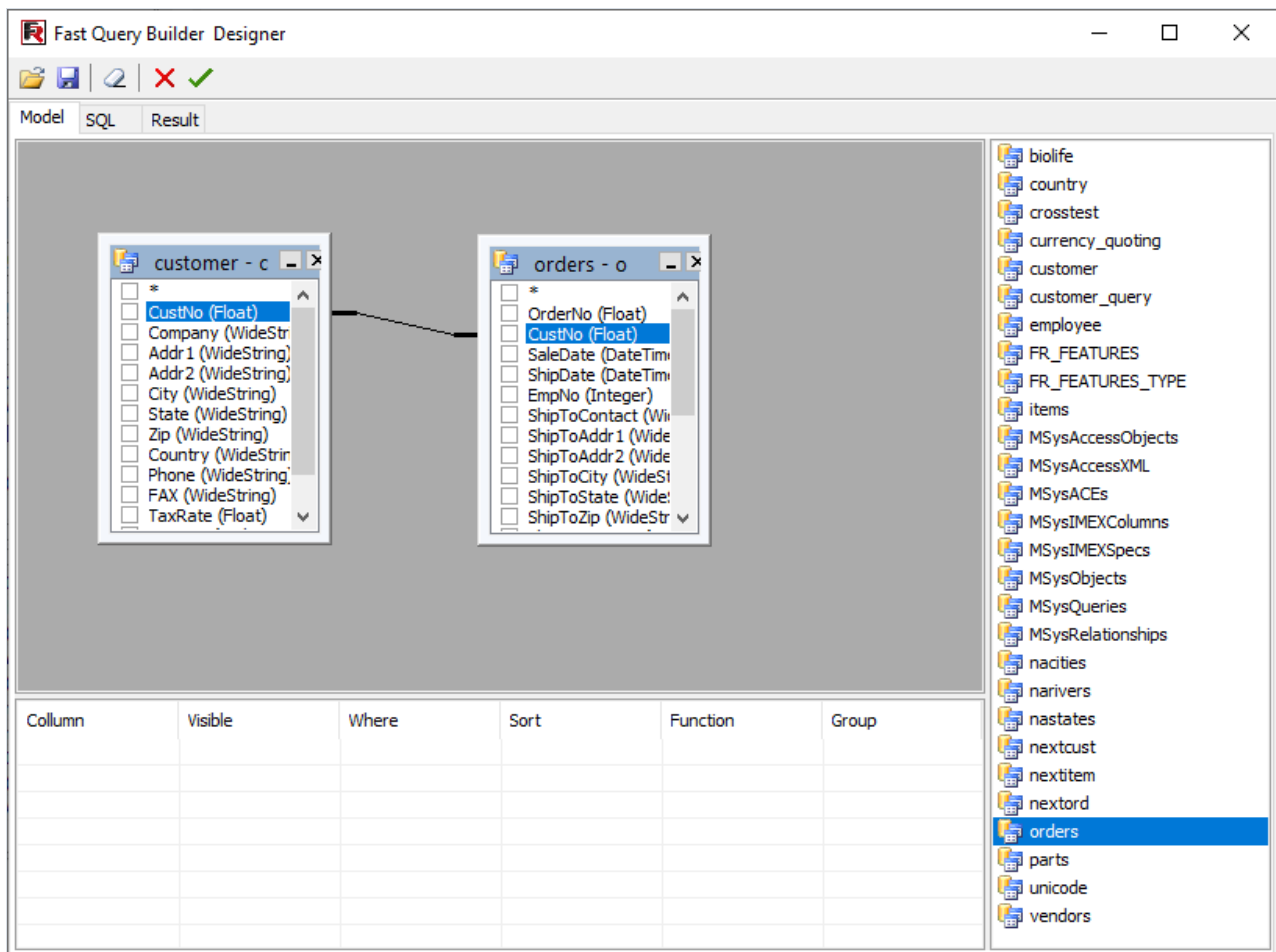 Fast Query Builder Designer
Model SQL Result
customer - c
*
CustNo (Float)
Company (WideStri
Addr1 (WideString)
Addr2 (WideString)
City (WideString)
State (WideString)
Zip (WideString)
Country (WideStrin
Phone (WideString)
FAX (WideString)
TaxRate (Float)
orders - o
*
OrderNo (Float)
CustNo (Float)
SaleDate (DateTime
ShipDate (DateTime
EmpNo (Integer)
ShipToContact (Wi
ShipToAddr1 (Wide
ShipToAddr2 (Wide
ShipToCity (WideSt
ShipToState (Wide
ShipToZip (WideStr
Collumn Visible Where Sort Function Group
biolife
country
crosstest
currency_quoting
customer
customer_query
employee
FR_FEATURES
FR_FEATURES_TYPE
items
MSysAccessObjects
MSysAccessXML
MSysACEs
MSysIMEXColumns
MSysIMEXSpecs
MSysObjects
MSysQueries
MSysRelationships
nacities
narivers
nastates
nextcust
nextitem
nextord
orders
parts
unicode
vendors